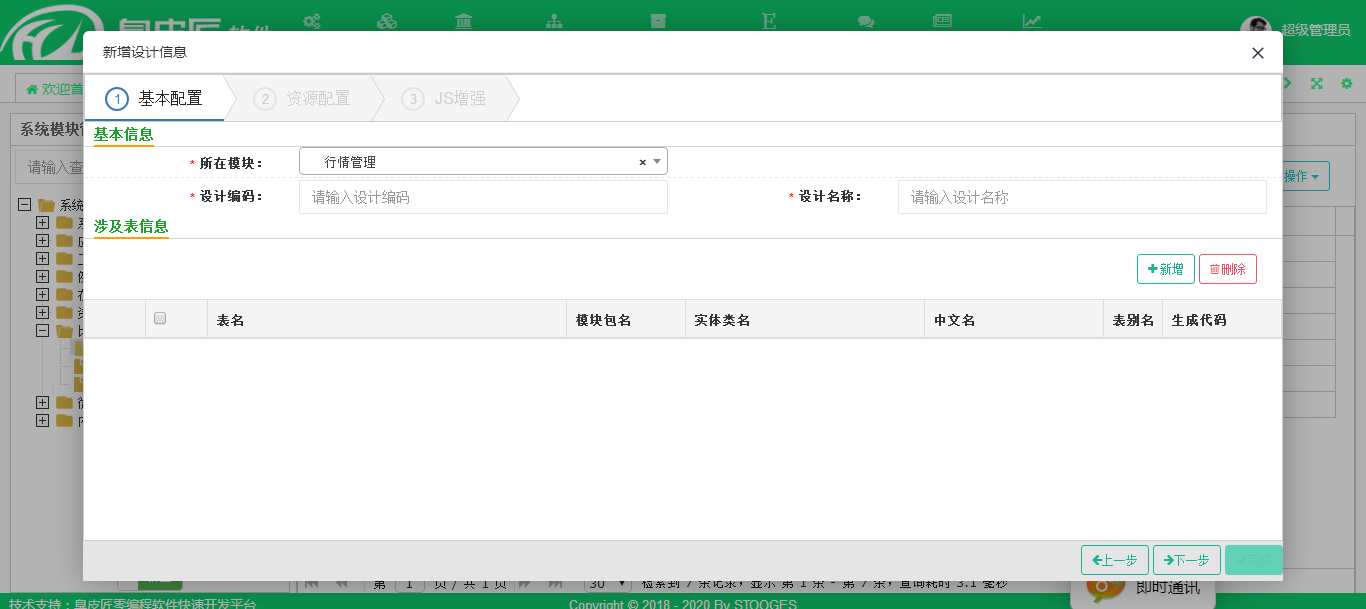 臭皮匠软件
E
超级管理员
新增设计信息
欢迎首
1 基本配置
2 资源配置
3 JS增强
系统模块
基本信息
请输入查
* 所在模块：
行情管理
×
操作
* 设计编码：
请输入设计编码
* 设计名称：
请输入设计名称
系统
涉及表信息
新增
删除
表名
模块包名
实体类名
中文名
表别名
生成代码
上一步
下一步
完成
第 1 页 / 共 1 页
30
检索到 7 条记录，显示 第 1 条 - 第 7 条，查询耗时 3.1 毫秒
即时通讯
技术支持：臭皮匠零编程软件快速开发平台
Copyright © 2018 - 2020 By STOOGES